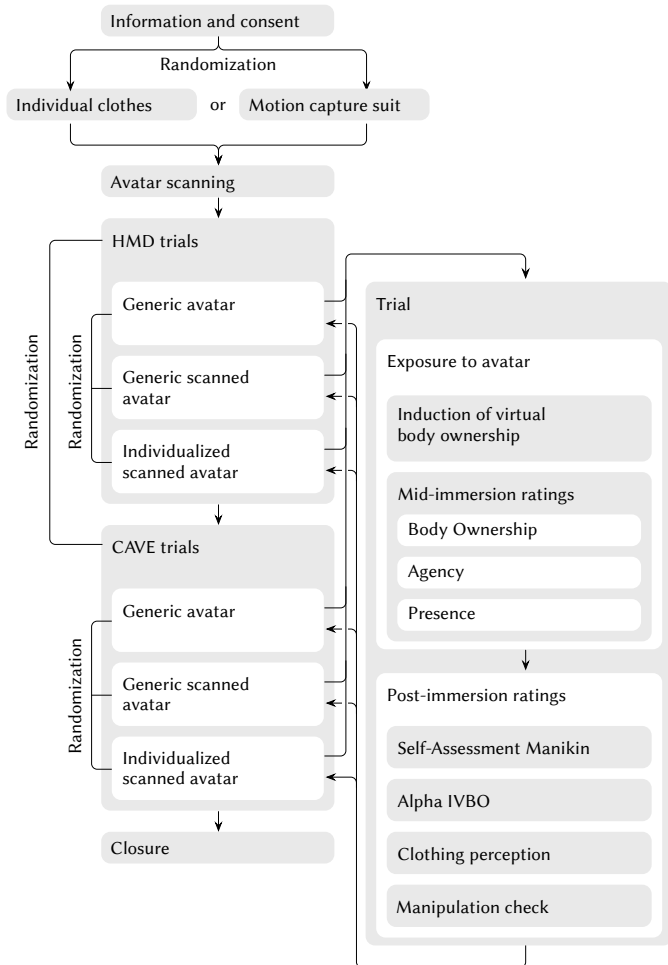 Information and consent
Randomization
Individual clothes
or
Motion capture suit
Avatar scanning
HMD trials
Generic avatar
Generic scanned
avatar
Individualized
scanned avatar
Randomization
Randomization
CAVE trials
Generic avatar
Generic scanned
avatar
Individualized
scanned avatar
Randomization
Closure
Trial
Exposure to avatar
Induction of virtual
body ownership
Mid-immersion ratings
Body Ownership
Agency
Presence
Post-immersion ratings
Self-Assessment Manikin
Alpha IVBO
Clothing perception
Manipulation check